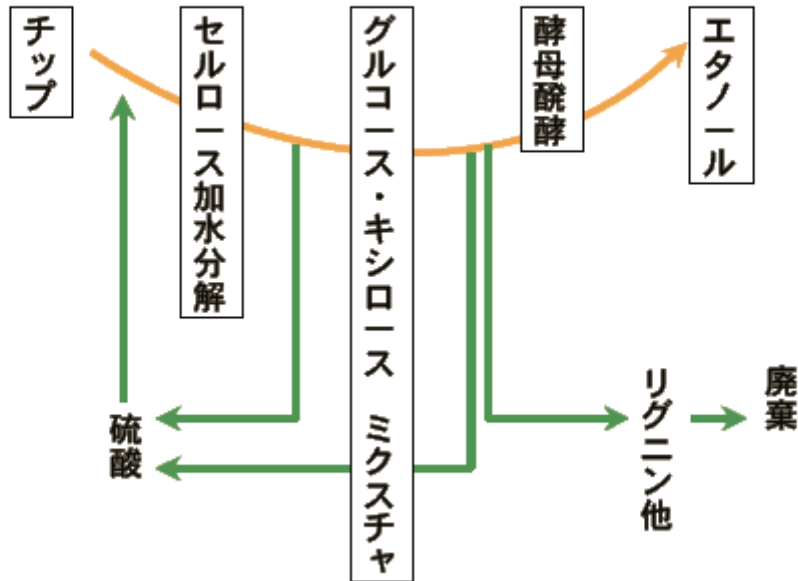 チップ
セルロース加水分解
グルコース・キシロース ミクスチャ
酵母醗酵
エタノール
硫酸
リグニン他
廃棄